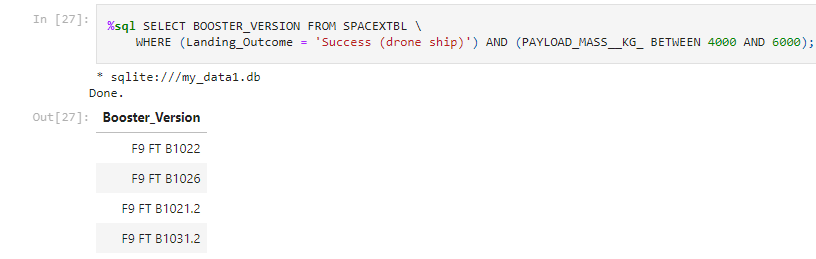 In [27]: %sql SELECT BOOSTER_VERSION FROM SPACEXTBL \
WHERE (Landing_Outcome = 'Success (drone ship)') AND (PAYLOAD_MASS__KG_ BETWEEN 4000 AND 6000);
* sqlite:///my_data1.db
Done.
Out[27]: Booster_Version
F9 FT B1022
F9 FT B1026
F9 FT B1021.2
F9 FT B1031.2